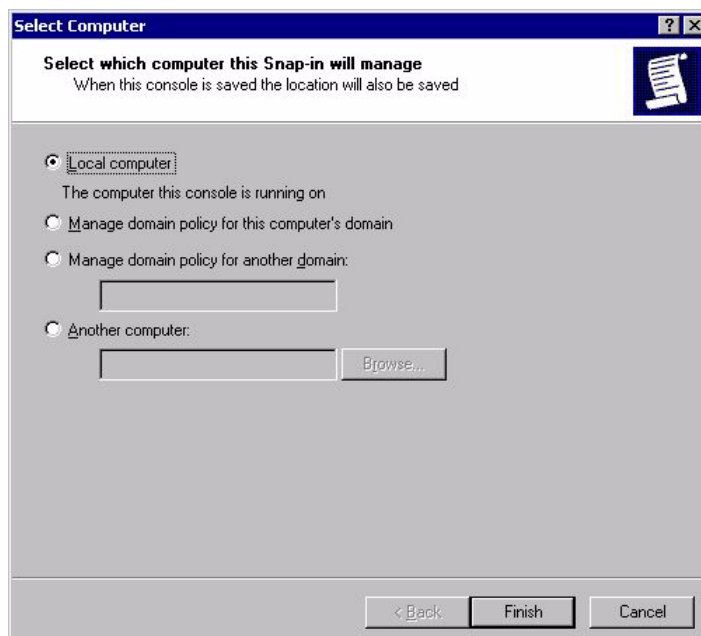 Select Computer
Select which computer this Snap-in will manage
When this console is saved the location will also be saved
Local computer
The computer this console is running on
Manage domain policy for this computer's domain
Manage domain policy for another domain:
Another computer:
Browse...
< Back
Finish
Cancel